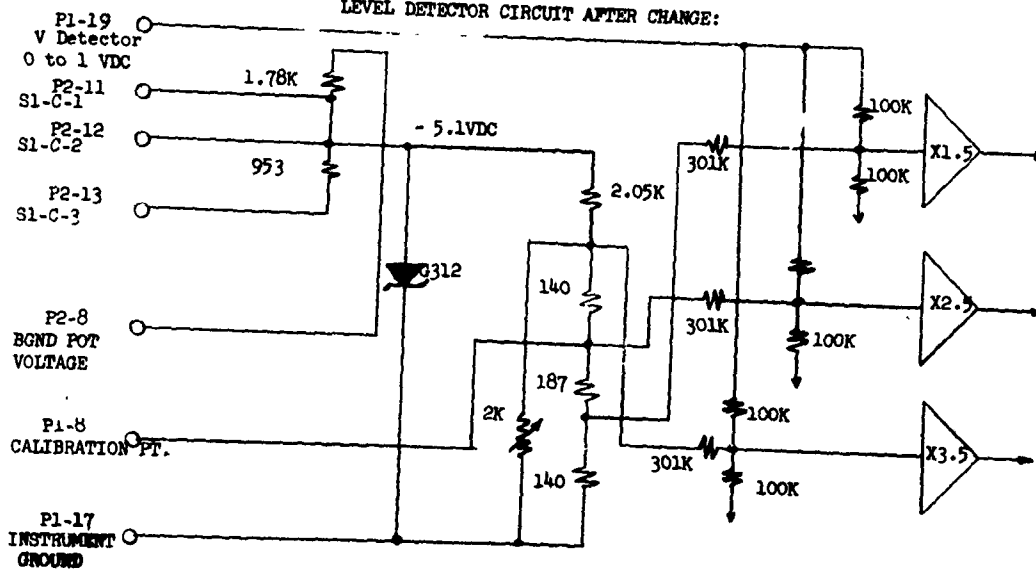 LEVEL DETECTOR CIRCUIT AFTER CHANGE:
P1-19
V Detector
0 to 1 VDC
P2-11
S1-C-1
1.78K
P2-12
S1-C-2
- 5.1VDC
953
P2-13
S1-C-3
2.05K
301K
100K
100K
X1.5
G312
140
P2-8
BGND POT
VOLTAGE
301K
100K
X2.5
187
2K
P1-8
CALIBRATION PT.
140
301K
100K
100K
X3.5
P1-17
INSTRUMENT
GROUND